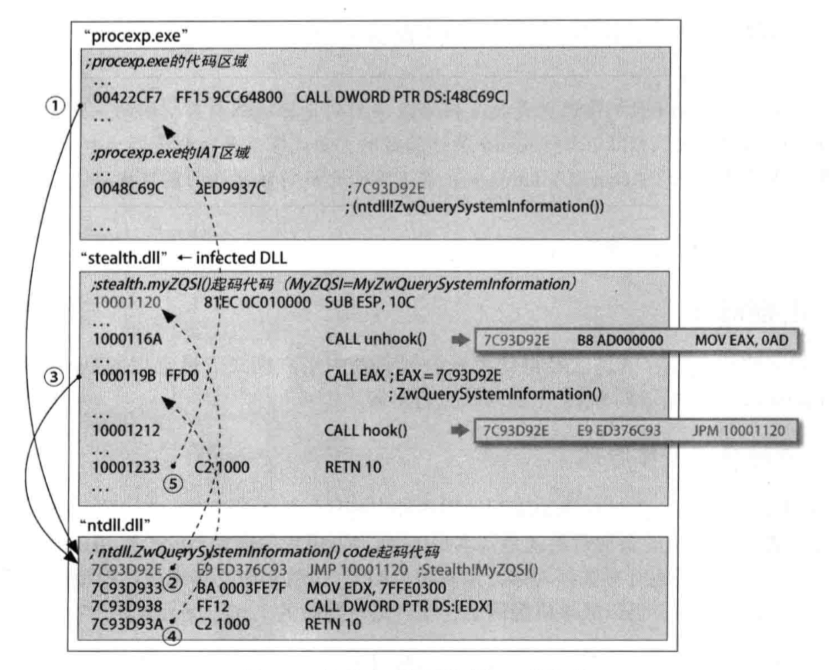 “procexp.exe”
;procexp.exe的代码区域
...
① 00422CF7 FF15 9CC64800 CALL DWORD PTR DS:[48C69C]
...
;procexp.exe的IAT区域
...
0048C69C 2ED9937C ;7C93D92E
; (ntdll!ZwQuerySystemInformation())
...
“stealth.dll” ← infected DLL
;stealth.myZQSI()起码代码（MyZQSI=MyZwQuerySystemInformation）
10001120 81EC 0C010000 SUB ESP, 10C
...
1000116A CALL unhook() 7C93D92E B8 AD000000 MOV EAX, 0AD
...
③ 1000119B FFD0 CALL EAX ; EAX = 7C93D92E
; ZwQuerySystemInformation()
...
10001212 CALL hook() 7C93D92E E9 ED376C93 JPM 10001120
...
10001233 C2 1000 RETN 10
⑤
...
“ntdll.dll”
; ntdll.ZwQuerySystemInformation() code起码代码
7C93D92E E9 ED376C93 JMP 10001120 ;Stealth!MyZQSI()
②
7C93D933 BA 0003FE7F MOV EDX, 7FFE0300
7C93D938 FF12 CALL DWORD PTR DS:[EDX]
7C93D93A C2 1000 RETN 10
④